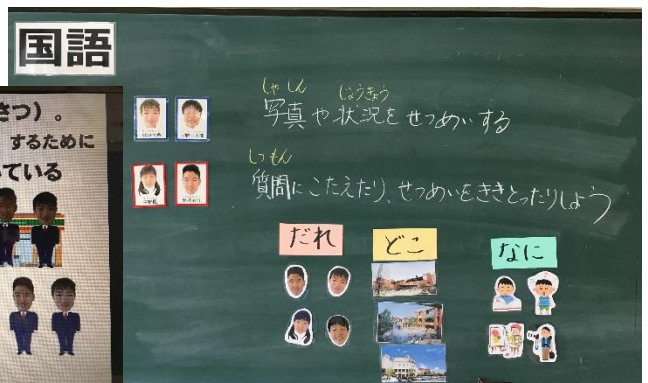 国語
さつ）。
するために
ている
しゃしん じょうきょう
写真や状況をせつめいする
しつもん
質問にこたえたり、せつめいをききとったりしよう
だれ
どこ
なに